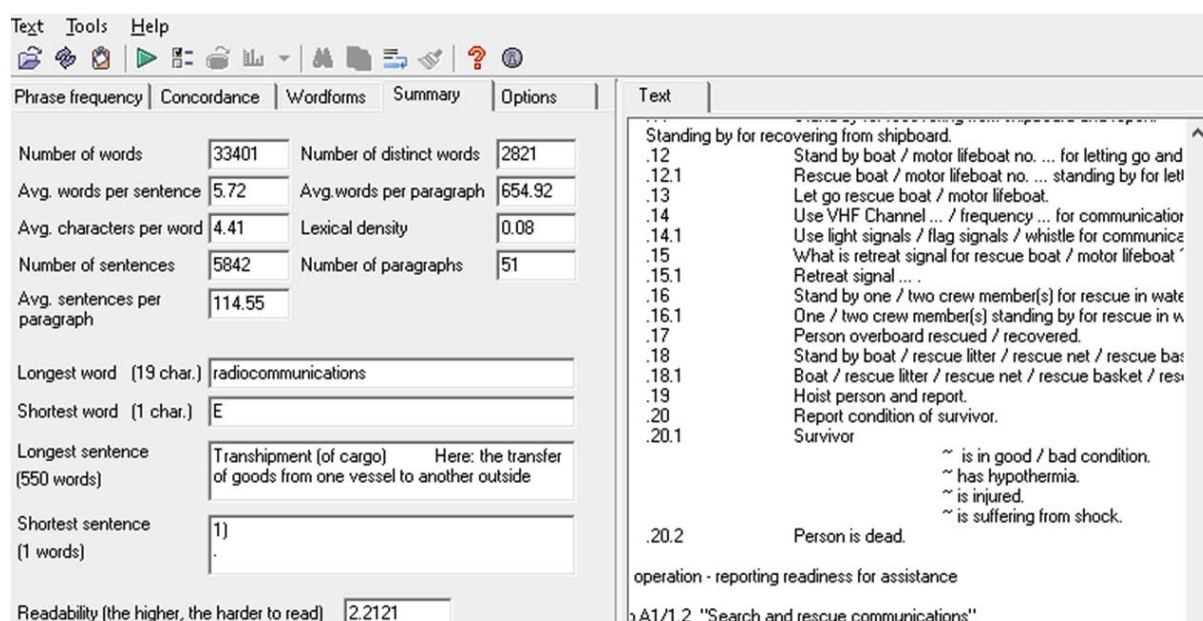 Text Tools Help
Phrase frequency Concordance Wordforms Summary Options
Number of words 33401 Number of distinct words 2821
Avg. words per sentence 5.72 Avg.words per paragraph 654.92
Avg. characters per word 4.41 Lexical density 0.08
Number of sentences 5842 Number of paragraphs 51
Avg. sentences per
paragraph 114.55
Longest word (19 char.) radiocommunications
Shortest word (1 char.) E
Longest sentence
(550 words)
Transhipment (of cargo) Here: the transfer
of goods from one vessel to another outside
Shortest sentence
(1 words)
1)
.
Readability (the higher, the harder to read) 2.2121
Text
Standing by for recovering from shipboard.
.12 Stand by boat / motor lifeboat no. ... for letting go and
.12.1 Rescue boat / motor lifeboat no. ... standing by for
.13 Let go rescue boat / motor lifeboat.
.14 Use VHF Channel ... / frequency ... for
.14.1 Use light signals / flag signals / whistle for
.15 What is retreat signal for rescue boat / motor lifeboat
.15.1 Retreat signal ... .
.16 Stand by one / two crew member(s) for rescue in
.16.1 One / two crew member(s) standing by for rescue in
.17 Person overboard rescued / recovered.
.18 Stand by boat / rescue litter / rescue net / rescue
.18.1 Boat / rescue litter / rescue net / rescue basket /
.19 Hoist person and report.
.20 Report condition of survivor.
.20.1 Survivor
~ is in good / bad condition.
~ has hypothermia.
~ is injured.
~ is suffering from shock.
.20.2 Person is dead.
operation - reporting readiness for assistance
A1/1.2 "Search and rescue communications"